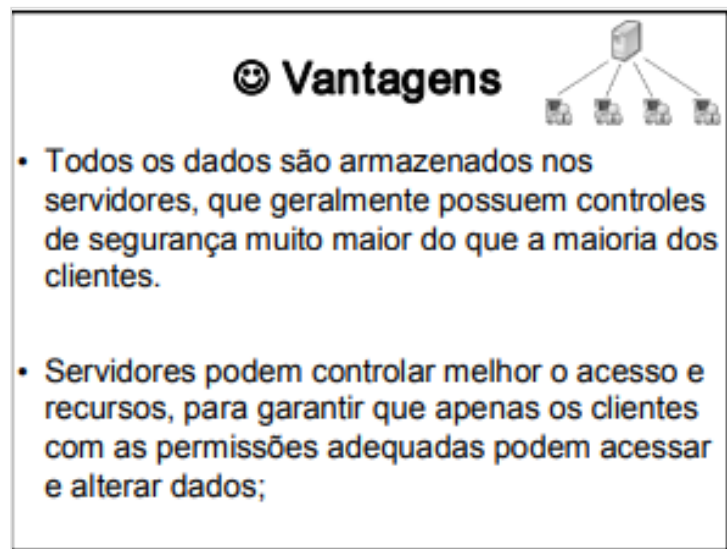 ☺ Vantagens
• Todos os dados são armazenados nos
servidores, que geralmente possuem controles
de segurança muito maior do que a maioria dos
clientes.
• Servidores podem controlar melhor o acesso e
recursos, para garantir que apenas os clientes
com as permissões adequadas podem acessar
e alterar dados;